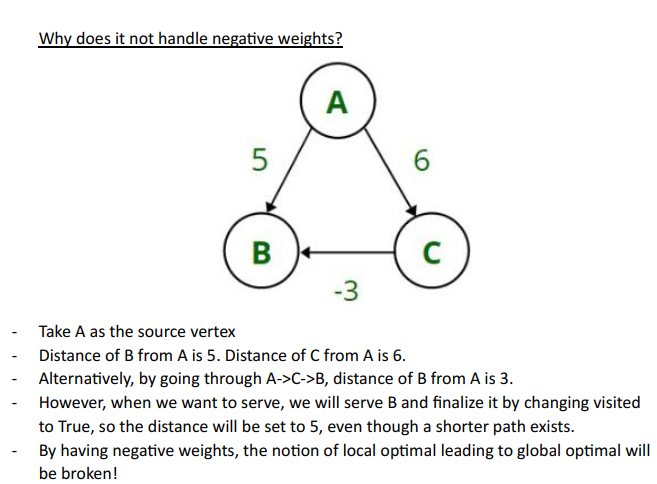 Why does it not handle negative weights?
A
5
6
B
C
-3
- Take A as the source vertex
- Distance of B from A is 5. Distance of C from A is 6.
- Alternatively, by going through A->C->B, distance of B from A is 3.
- However, when we want to serve, we will serve B and finalize it by changing visited
to True, so the distance will be set to 5, even though a shorter path exists.
- By having negative weights, the notion of local optimal leading to global optimal will
be broken!